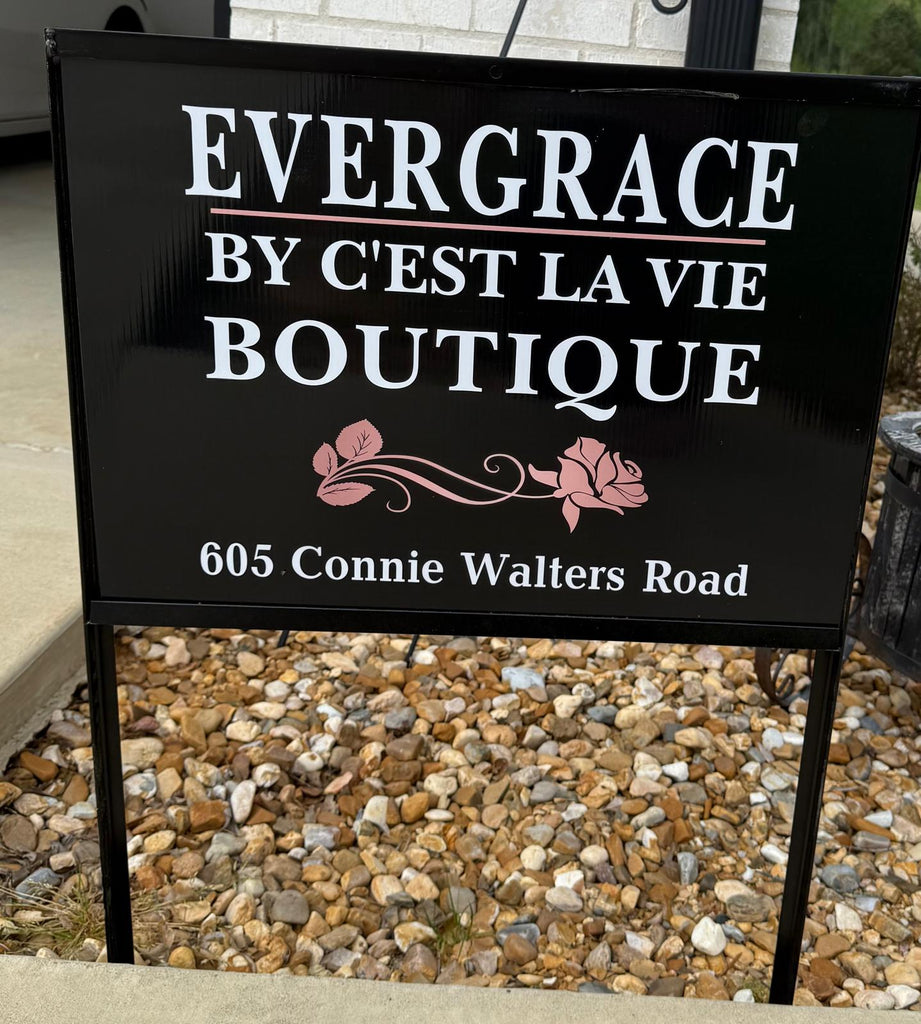 EVERGRACE
BY C'EST LA VIE
BOUTIQUE
605 Connie Walters Road